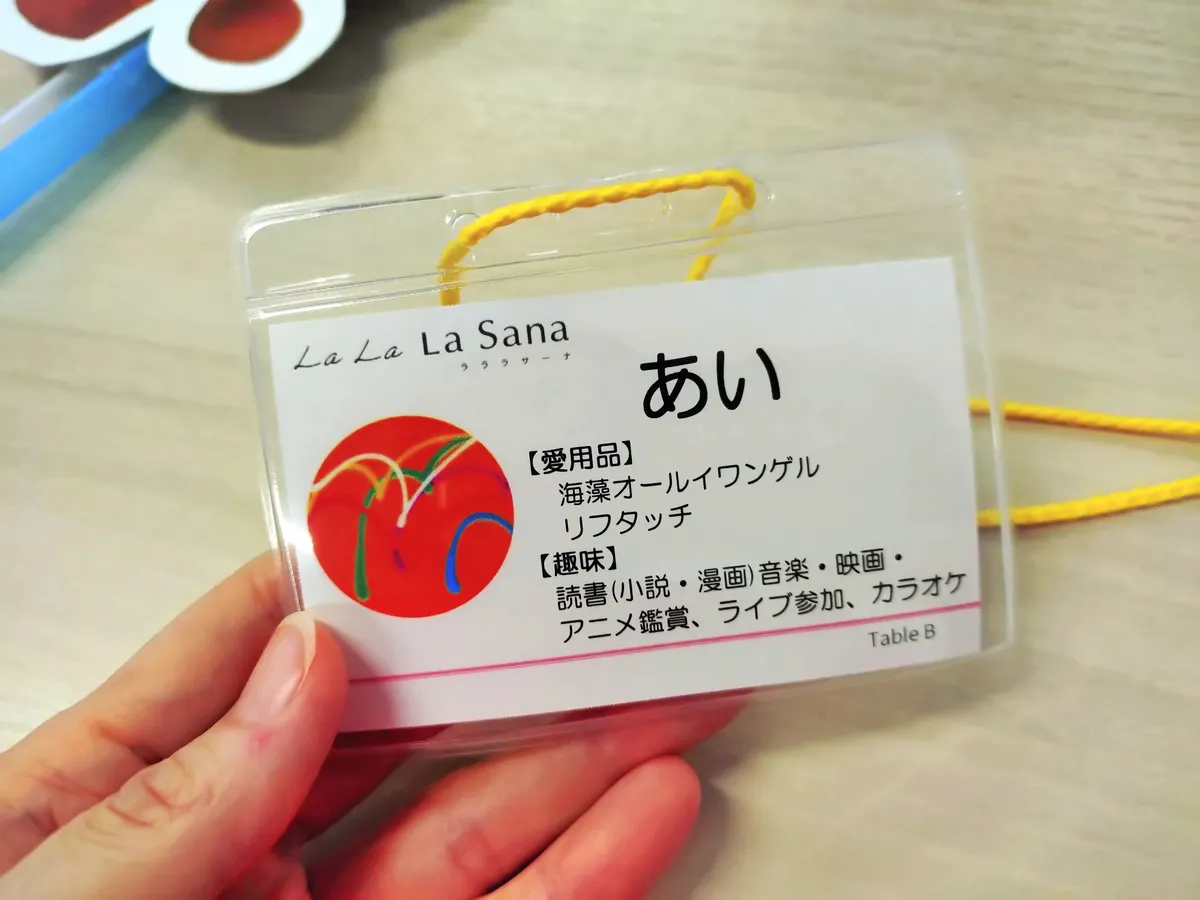 La La La Sana
ラララサーナ
あい
【愛用品】
海藻オールイワンゲル
リフタッチ
【趣味】
読書(小説・漫画)音楽・映画・
アニメ鑑賞、ライブ参加、カラオケ
Table B